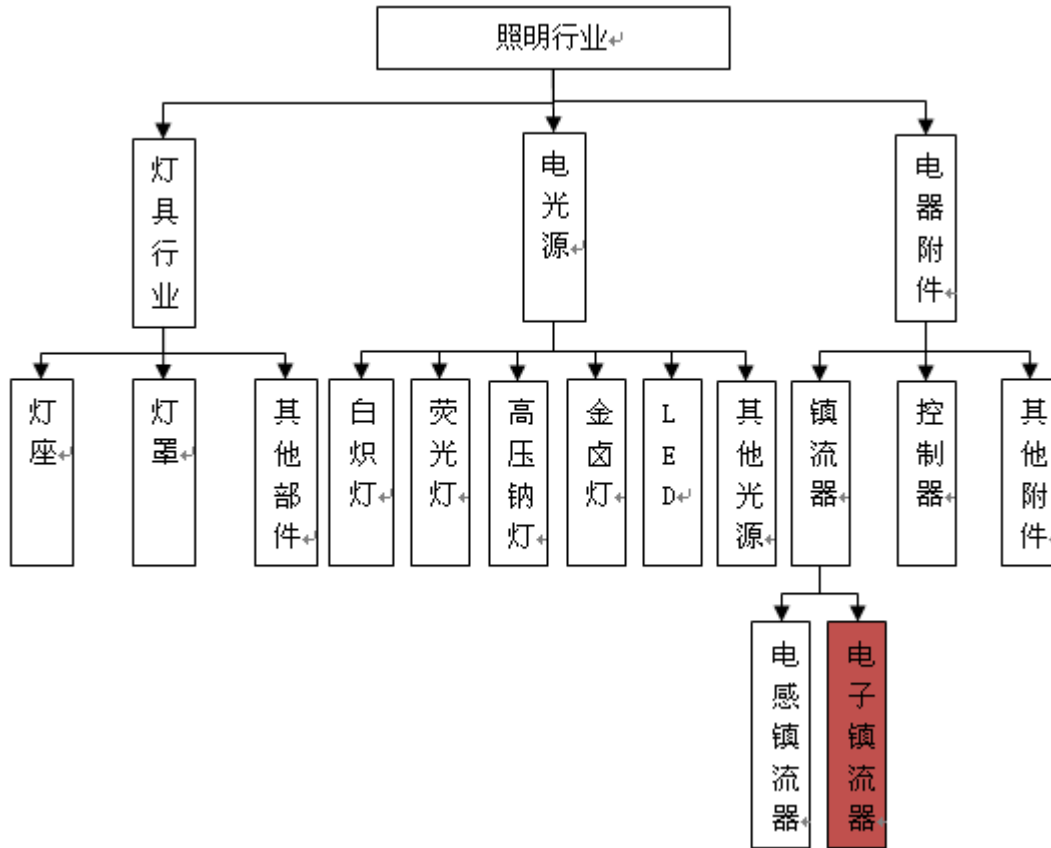 照明行业
灯具行业
电光源
电器附件
灯座
灯罩
其他部件
白炽灯
荧光灯
高压钠灯
金卤灯
LED
其他光源
镇流器
控制器
其他附件
电感镇流器
电子镇流器